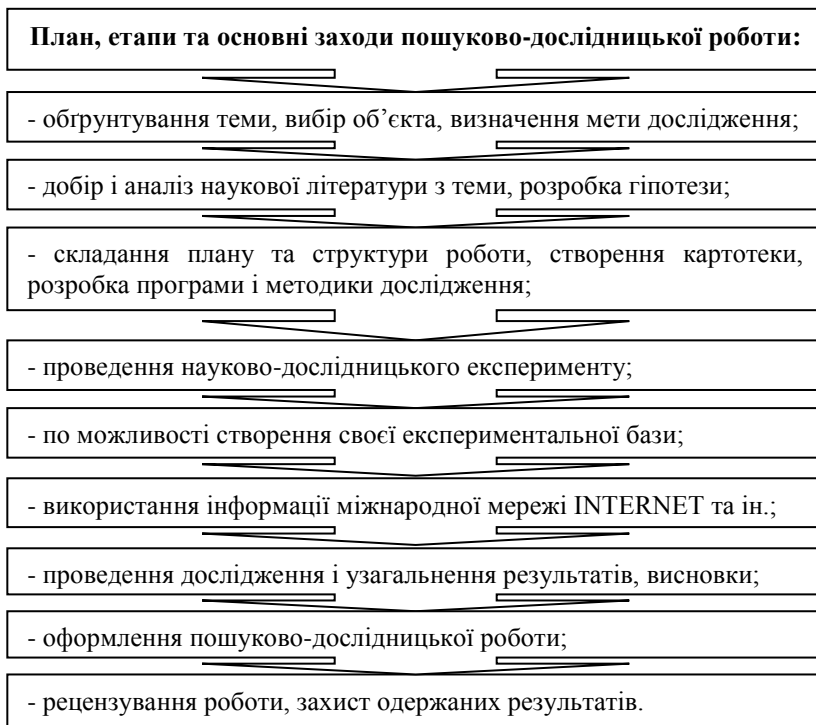 План, етапи та основні заходи пошуково-дослідницької роботи:
- обґрунтування теми, вибір об’єкта, визначення мети дослідження;
- добір і аналіз наукової літератури з теми, розробка гіпотези;
- складання плану та структури роботи, створення картотеки,
розробка програми і методики дослідження;
- проведення науково-дослідницького експерименту;
- по можливості створення своєї експериментальної бази;
- використання інформації міжнародної мережі INTERNET та ін.;
- проведення дослідження і узагальнення результатів, висновки;
- оформлення пошуково-дослідницької роботи;
- рецензування роботи, захист одержаних результатів.